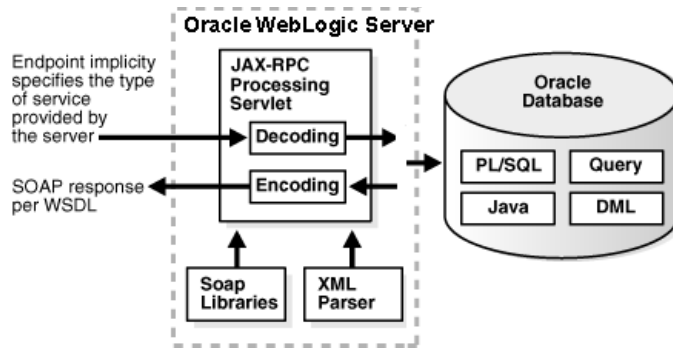 Oracle WebLogic Server
Endpoint implicity
specifies the type
of service
provided by
the server
JAX-RPC
Processing
Servlet
Decoding
Encoding
SOAP response
per WSDL
Soap
Libraries
XML
Parser
Oracle
Database
PL/SQL
Query
Java
DML